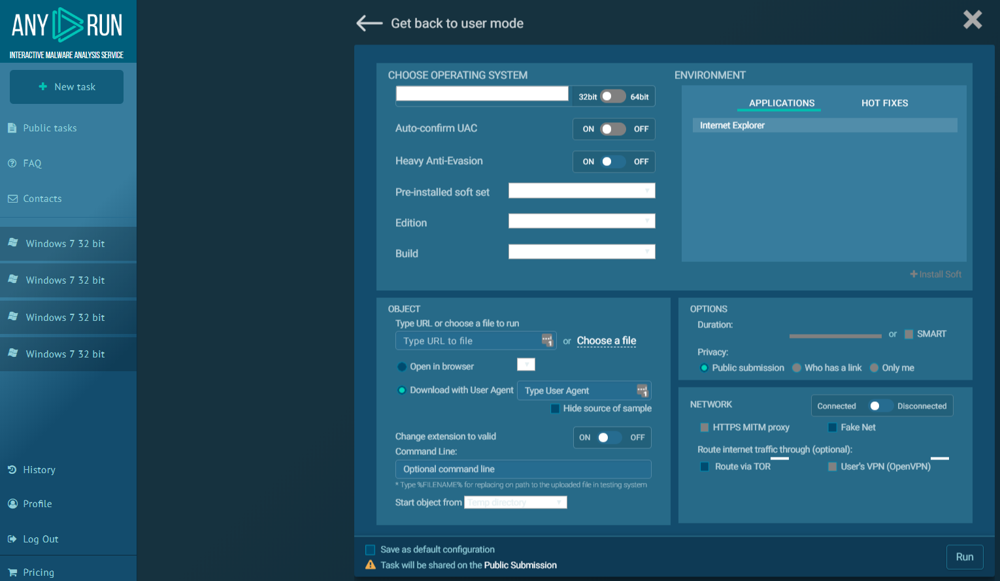 ANY RUN
INTERACTIVE MALWARE ANALYSIS SERVICE
New task
Public tasks
FAQ
Contacts
Windows 7 32 bit
Windows 7 32 bit
Windows 7 32 bit
Windows 7 32 bit
History
Profile
Log Out
Pricing
Get back to user mode
CHOOSE OPERATING SYSTEM
32bit 64bit
Auto-confirm UAC ON OFF
Heavy Anti-Evasion ON OFF
Pre-installed soft set
Edition
Build
ENVIRONMENT
APPLICATIONS HOT FIXES
Internet Explorer
+ Install Soft
OBJECT
Type URL or choose a file to run
Type URL to file 1 or Choose a file
Open in browser
Download with User Agent Type User Agent 1
Hide source of sample
Change extension to valid ON OFF
Command Line:
Optional command line
* Type %FILENAME% for replacing on path to the uploaded file in testing system
Start object from Temp directory
OPTIONS
Duration:
or SMART
Privacy:
Public submission Who has a link Only me
NETWORK Connected Disconnected
HTTPS MITM proxy Fake Net
Route internet traffic through (optional):
Route via TOR User's VPN (OpenVPN)
Save as default configuration
Task will be shared on the Public Submission
Run